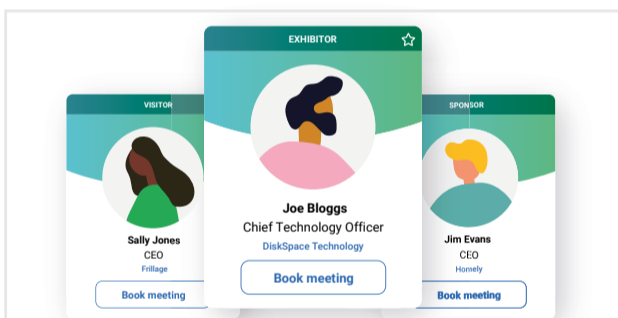 VISITOR
Sally Jones
CEO
Frillage
Book meeting
EXHIBITOR
Joe Bloggs
Chief Technology Officer
DiskSpace Technology
Book meeting
SPONSOR
Jim Evans
CEO
Homely
Book meeting